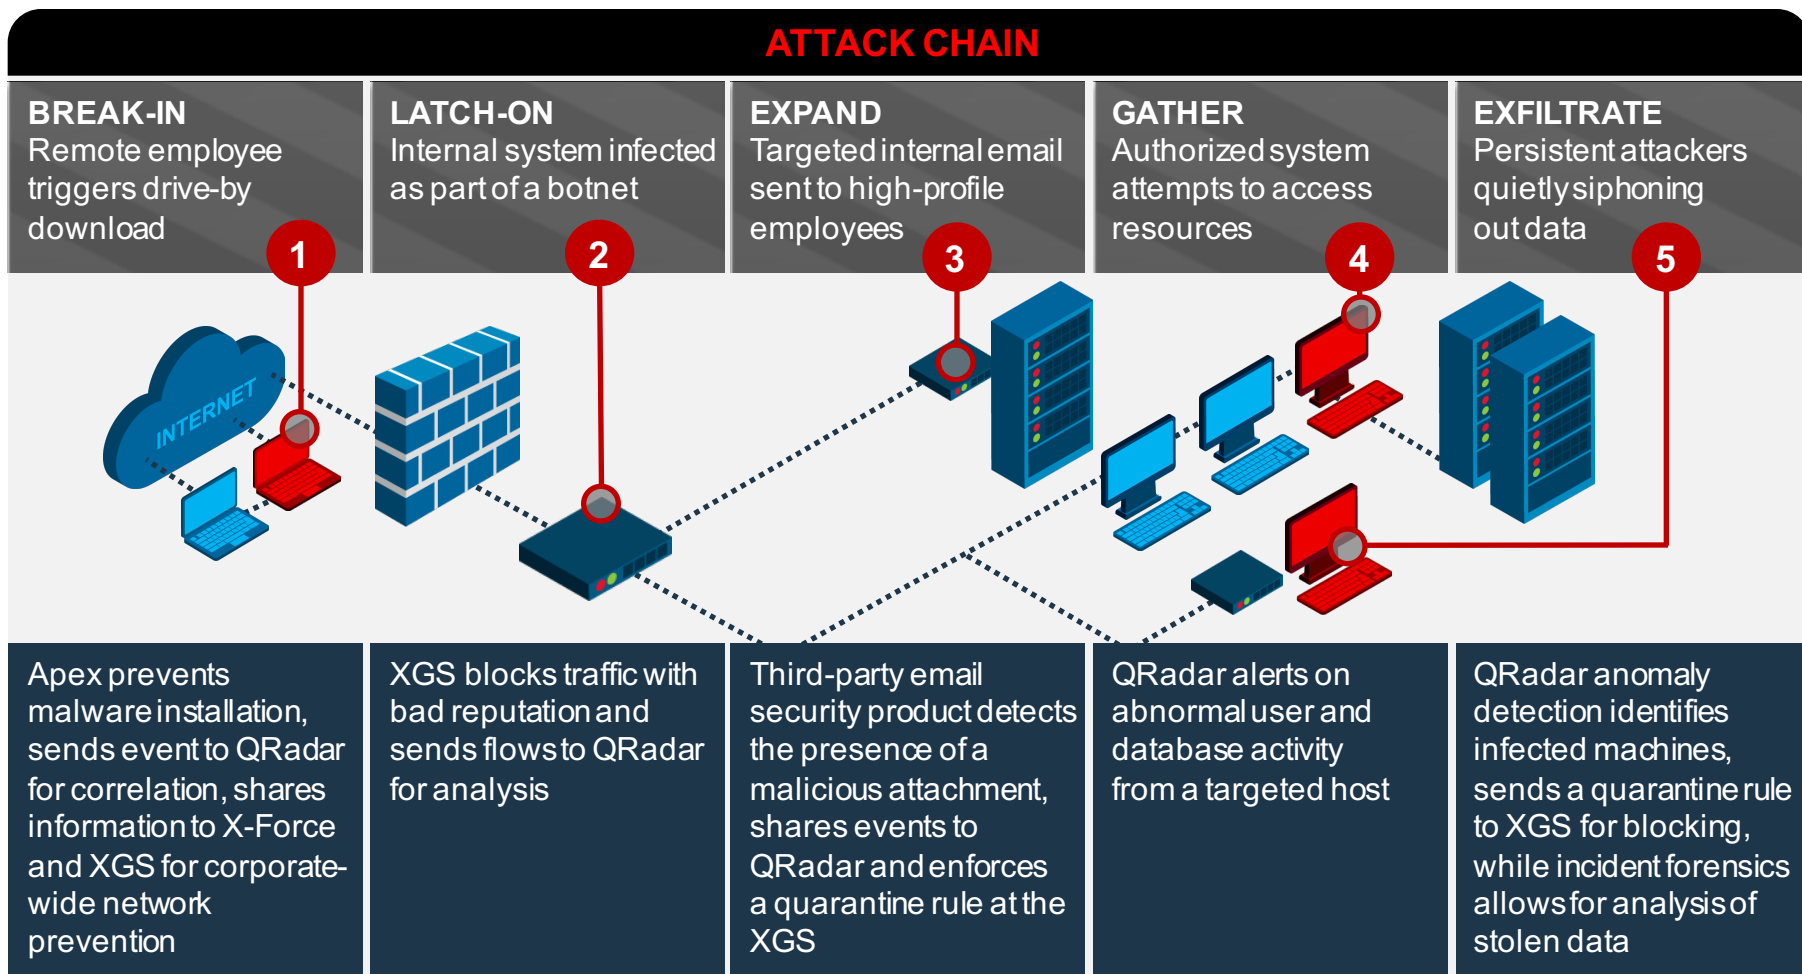 ATTACK CHAIN
BREAK-IN
Remote employee
triggers drive-by
download
1
LATCH-ON
Internal system infected
as part of a botnet
2
EXPAND
Targeted internal email
sent to high-profile
employees
3
GATHER
Authorized system
attempts to access
resources
4
EXFILTRATE
Persistent attackers
quietly siphoning
out data
5
INTERNET
Apex prevents
malware installation,
sends event to QRadar
for correlation, shares
information to X-Force
and XGS for corporate-
wide network
prevention
XGS blocks traffic with
bad reputation and
sends flows to QRadar
for analysis
Third-party email
security product detects
the presence of a
malicious attachment,
shares events to
QRadar and enforces
a quarantine rule at the
XGS
QRadar alerts on
abnormal user and
database activity
from a targeted host
QRadar anomaly
detection identifies
infected machines,
sends a quarantine rule
to XGS for blocking,
while incident forensics
allows for analysis of
stolen data